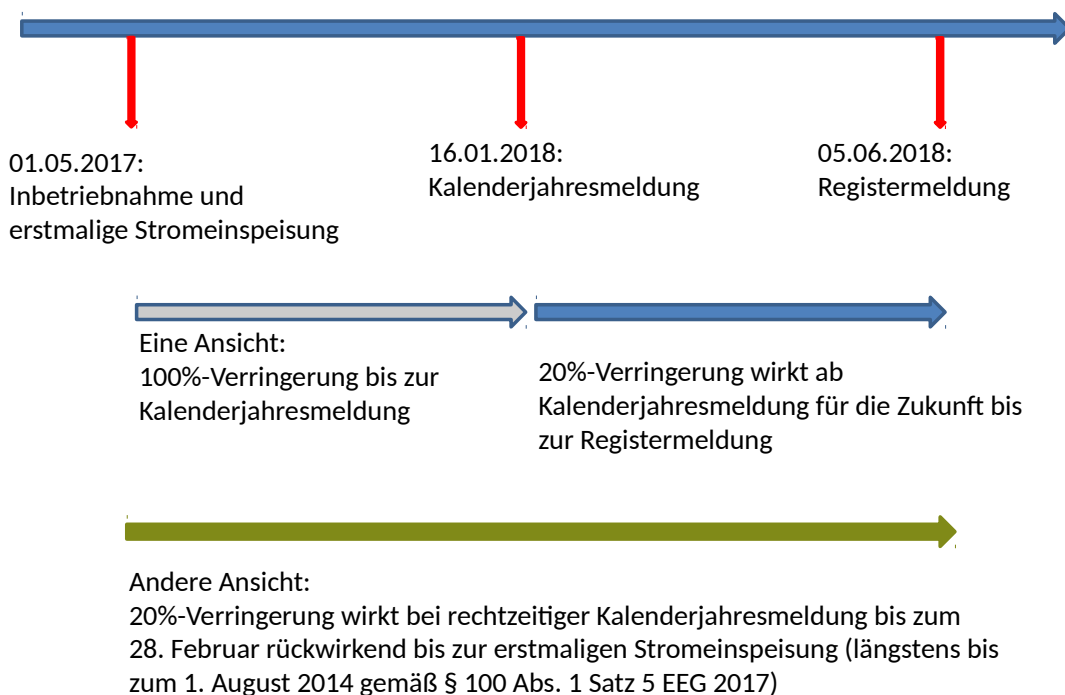 01.05.2017:
Inbetriebnahme und
erstmalige Stromeinspeisung
16.01.2018:
Kalenderjahresmeldung
05.06.2018:
Registermeldung
Eine Ansicht:
100%-Verringerung bis zur
Kalenderjahresmeldung
20%-Verringerung wirkt ab
Kalenderjahresmeldung für die Zukunft bis
zur Registermeldung
Andere Ansicht:
20%-Verringerung wirkt bei rechtzeitiger Kalenderjahresmeldung bis zum
28. Februar rückwirkend bis zur erstmaligen Stromeinspeisung (längstens bis
zum 1. August 2014 gemäß § 100 Abs. 1 Satz 5 EEG 2017)